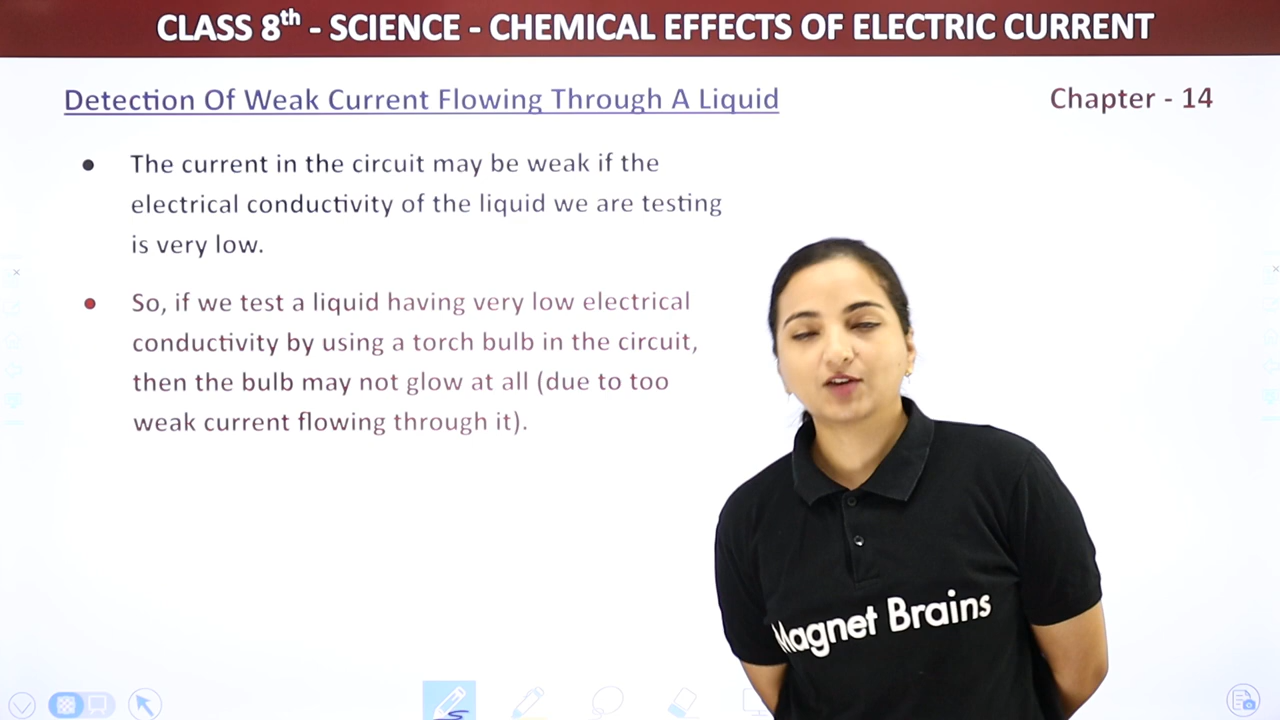 CLASS 8th - SCIENCE - CHEMICAL EFFECTS OF ELECTRIC CURRENT
Detection Of Weak Current Flowing Through A Liquid
Chapter - 14
• The current in the circuit may be weak if the
electrical conductivity of the liquid we are testing
is very low.
• So, if we test a liquid having very low electrical
conductivity by using a torch bulb in the circuit,
then the bulb may not glow at all (due to too
weak current flowing through it).
Magnet Brains